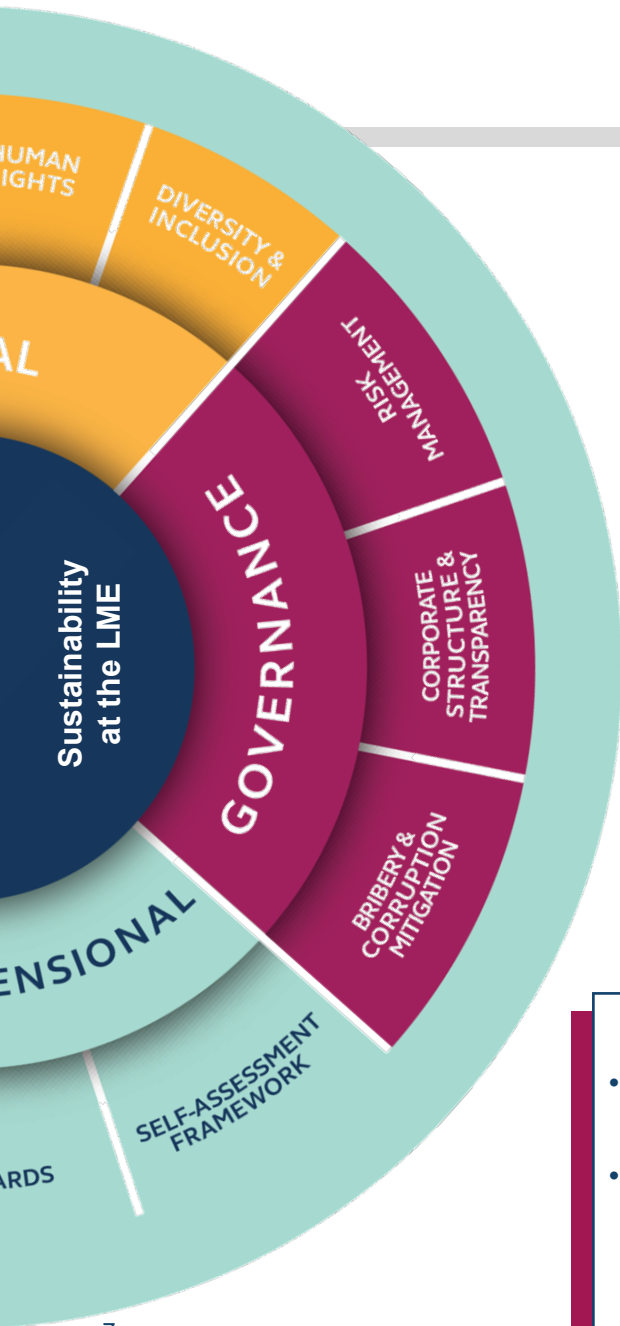 HUMAN
IGHTS
DIVERSITY &
INCLUSION
AL
RISK
MANAGEMENT
GOVERNANCE
CORPORATE
STRUCTURE &
TRANSPARENCY
Sustainability
at the LME
BRIBERY &
CORRUPTION
MITIGATION
ENSIONAL
SELF-ASSESSMENT
FRAMEWORK
ARDS